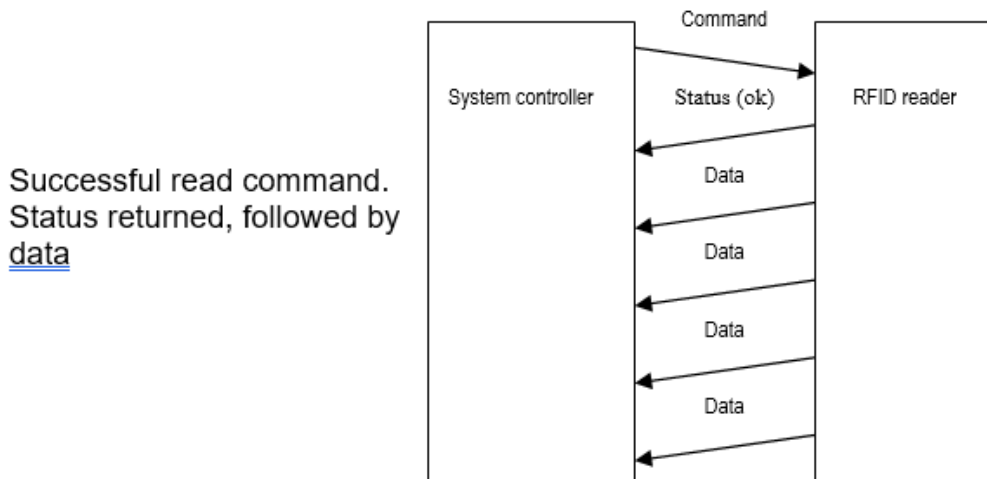 Command
System controller
Status (ok)
RFID reader
Data
Successful read command.
Status returned, followed by
data
Data
Data
Data